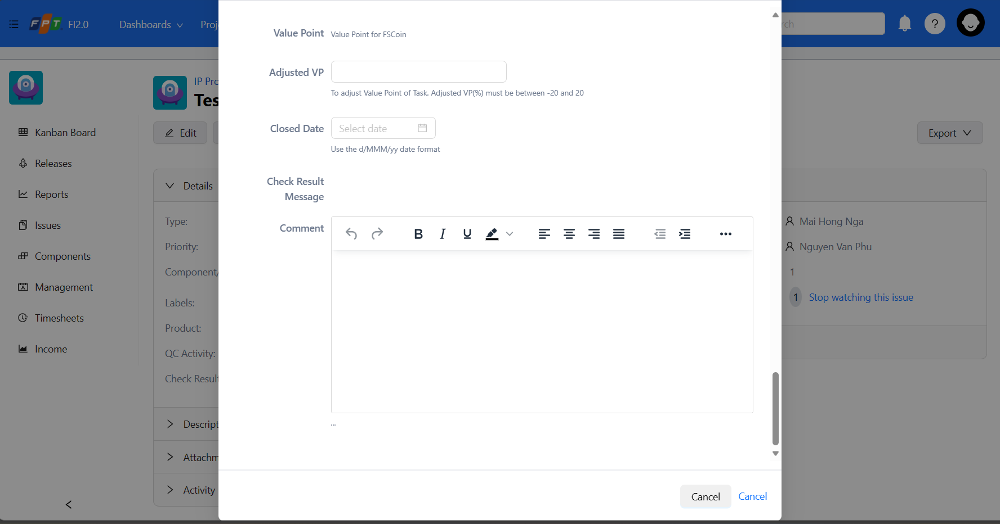 FPT FI2.0 Dashboards Proj rch ?
IP Pro
Tes
Edit
Export
Kanban Board
Releases
Reports
Issues
Components
Management
Timesheets
Income
Details
Type:
Priority:
Component/
Labels:
Product:
QC Activity:
Check Result
Descript
Attachm
Activity
Value Point Value Point for FSCoin
Adjusted VP
To adjust Value Point of Task. Adjusted VP(%) must be between -20 and 20
Closed Date Select date
Use the d/MMM/yy date format
Check Result
Message
Comment B I U
...
Cancel Cancel
Mai Hong Nga
Nguyen Van Phu
1
1 Stop watching this issue